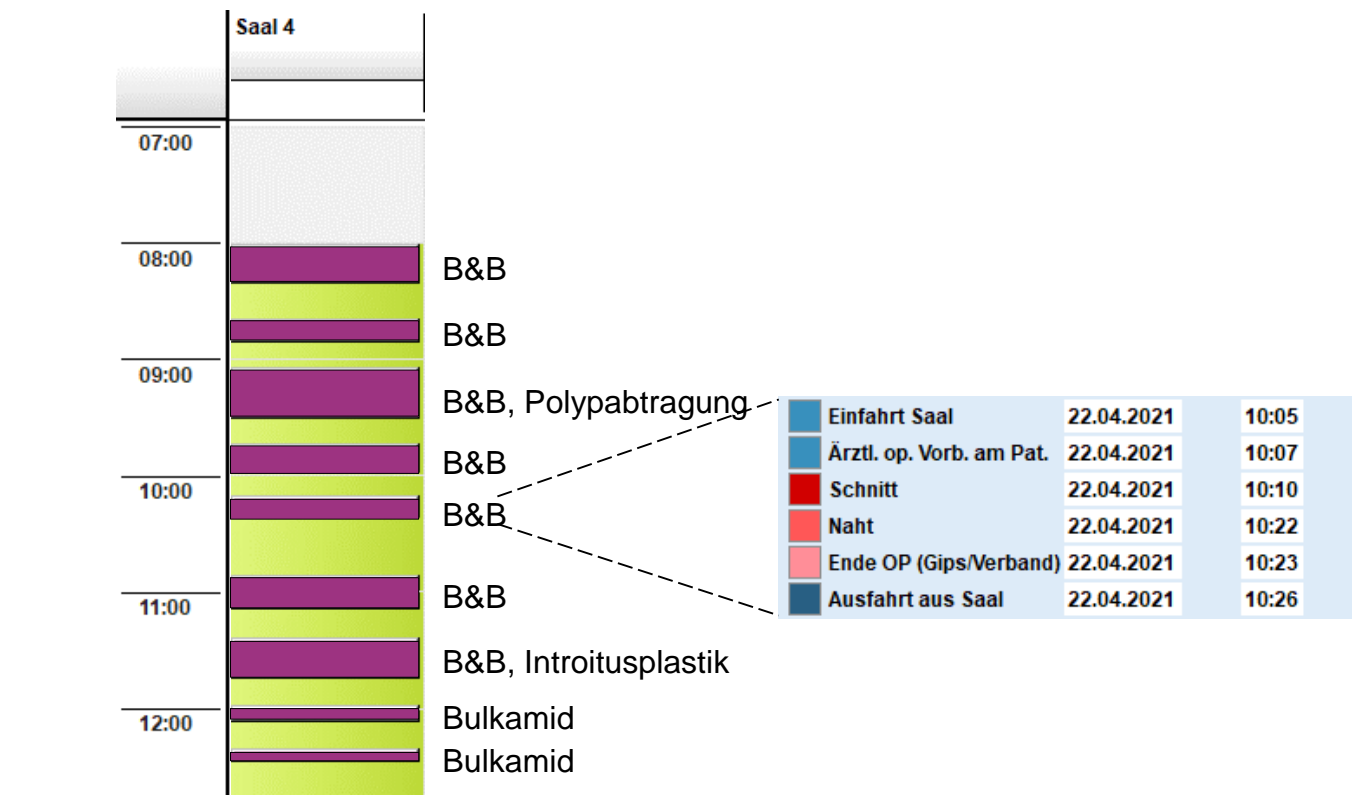 Saal 4
07:00
08:00
B&B
B&B
09:00
B&B, Polypabtragung
B&B
10:00
B&B
Einfahrt Saal 22.04.2021 10:05
Ärztl. op. Vorb. am Pat. 22.04.2021 10:07
Schnitt 22.04.2021 10:10
Naht 22.04.2021 10:22
Ende OP (Gips/Verband) 22.04.2021 10:23
Ausfahrt aus Saal 22.04.2021 10:26
B&B
11:00
B&B, Introitusplastik
12:00
Bulkamid
Bulkamid